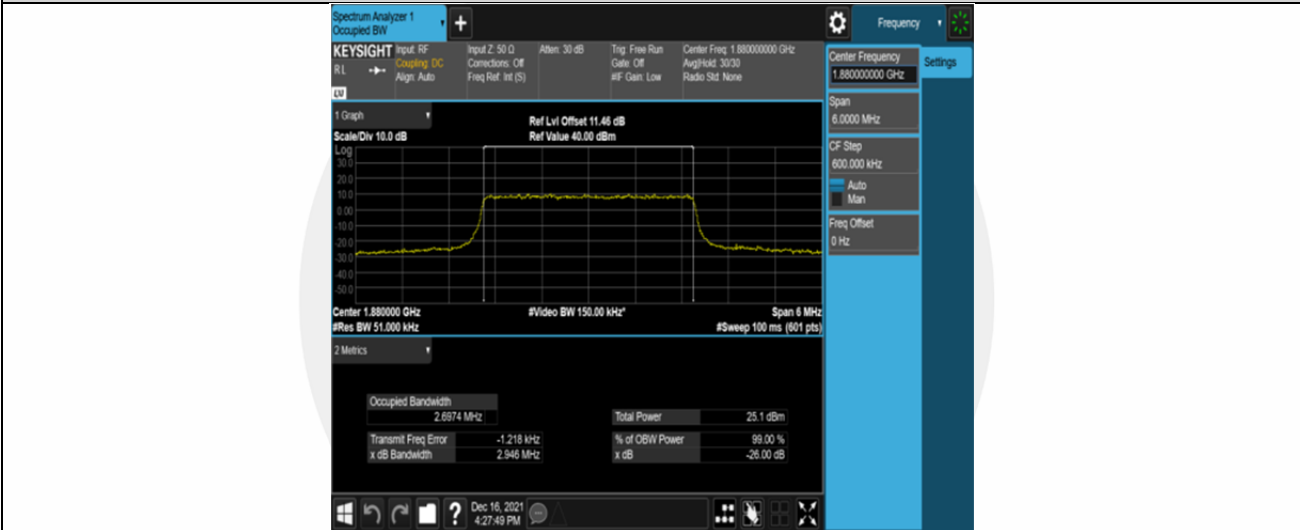 Spectrum Analyzer 1
Occupied BW
+
Frequency
KEYSIGHT
R L
Input: RF
Coupling: DC
Align: Auto
Input Z: 50 Ω
Corrections: Off
Freq Ref: Int (S)
Atten: 30 dB
Trig: Free Run
Gate: Off
#IF Gain: Low
Center Freq: 1.880000000 GHz
Avg|Hold: 30/30
Radio Std: None
Center Frequency
1.880000000 GHz
Settings
Span
6.0000 MHz
CF Step
600.000 kHz
Auto
Man
Freq Offset
0 Hz
1 Graph
Scale/Div 10.0 dB
Ref Lvl Offset 11.46 dB
Ref Value 40.00 dBm
Log
30.0
20.0
10.0
0.00
-10.0
-20.0
-30.0
-40.0
-50.0
Center 1.880000 GHz
#Res BW 51.000 kHz
#Video BW 150.00 kHz*
Span 6 MHz
#Sweep 100 ms (601 pts)
2 Metrics
Occupied Bandwidth
2.6974 MHz
Transmit Freq Error -1.218 kHz
x dB Bandwidth 2.946 MHz
Total Power 25.1 dBm
% of OBW Power 99.00 %
x dB -26.00 dB
?
Dec 16, 2021
4:27:49 PM